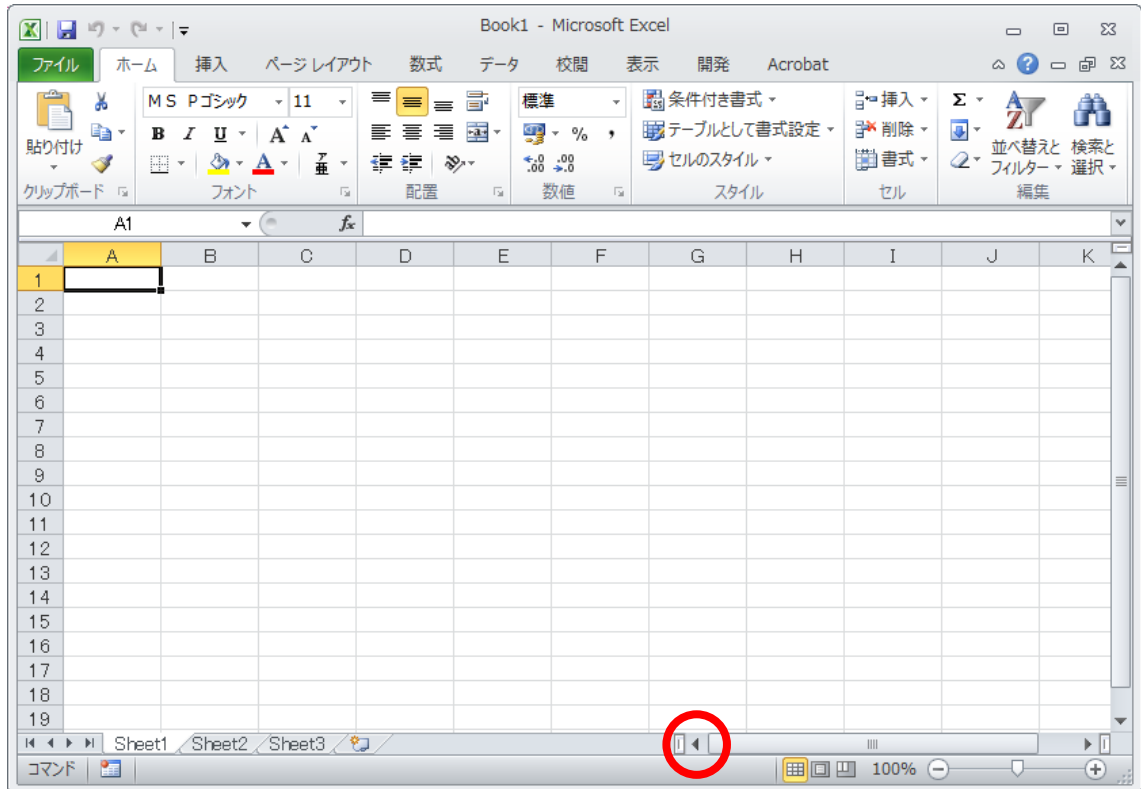 Book1 - Microsoft Excel
ファイル ホーム 挿入 ページ レイアウト 数式 データ 校閲 表示 開発 Acrobat
貼り付け
クリップボード
ＭＳ Ｐゴシック 11
B I U A A A ア亜
フォント
配置
標準
% ,
.0 .00 .00 .0
数値
条件付き書式
テーブルとして書式設定
セルのスタイル
スタイル
挿入
削除
書式
セル
Σ
A Z
並べ替えと フィルター
検索と 選択
編集
A1 fx
A B C D E F G H I J K
1
2
3
4
5
6
7
8
9
10
11
12
13
14
15
16
17
18
19
Sheet1 Sheet2 Sheet3
コマンド 100%